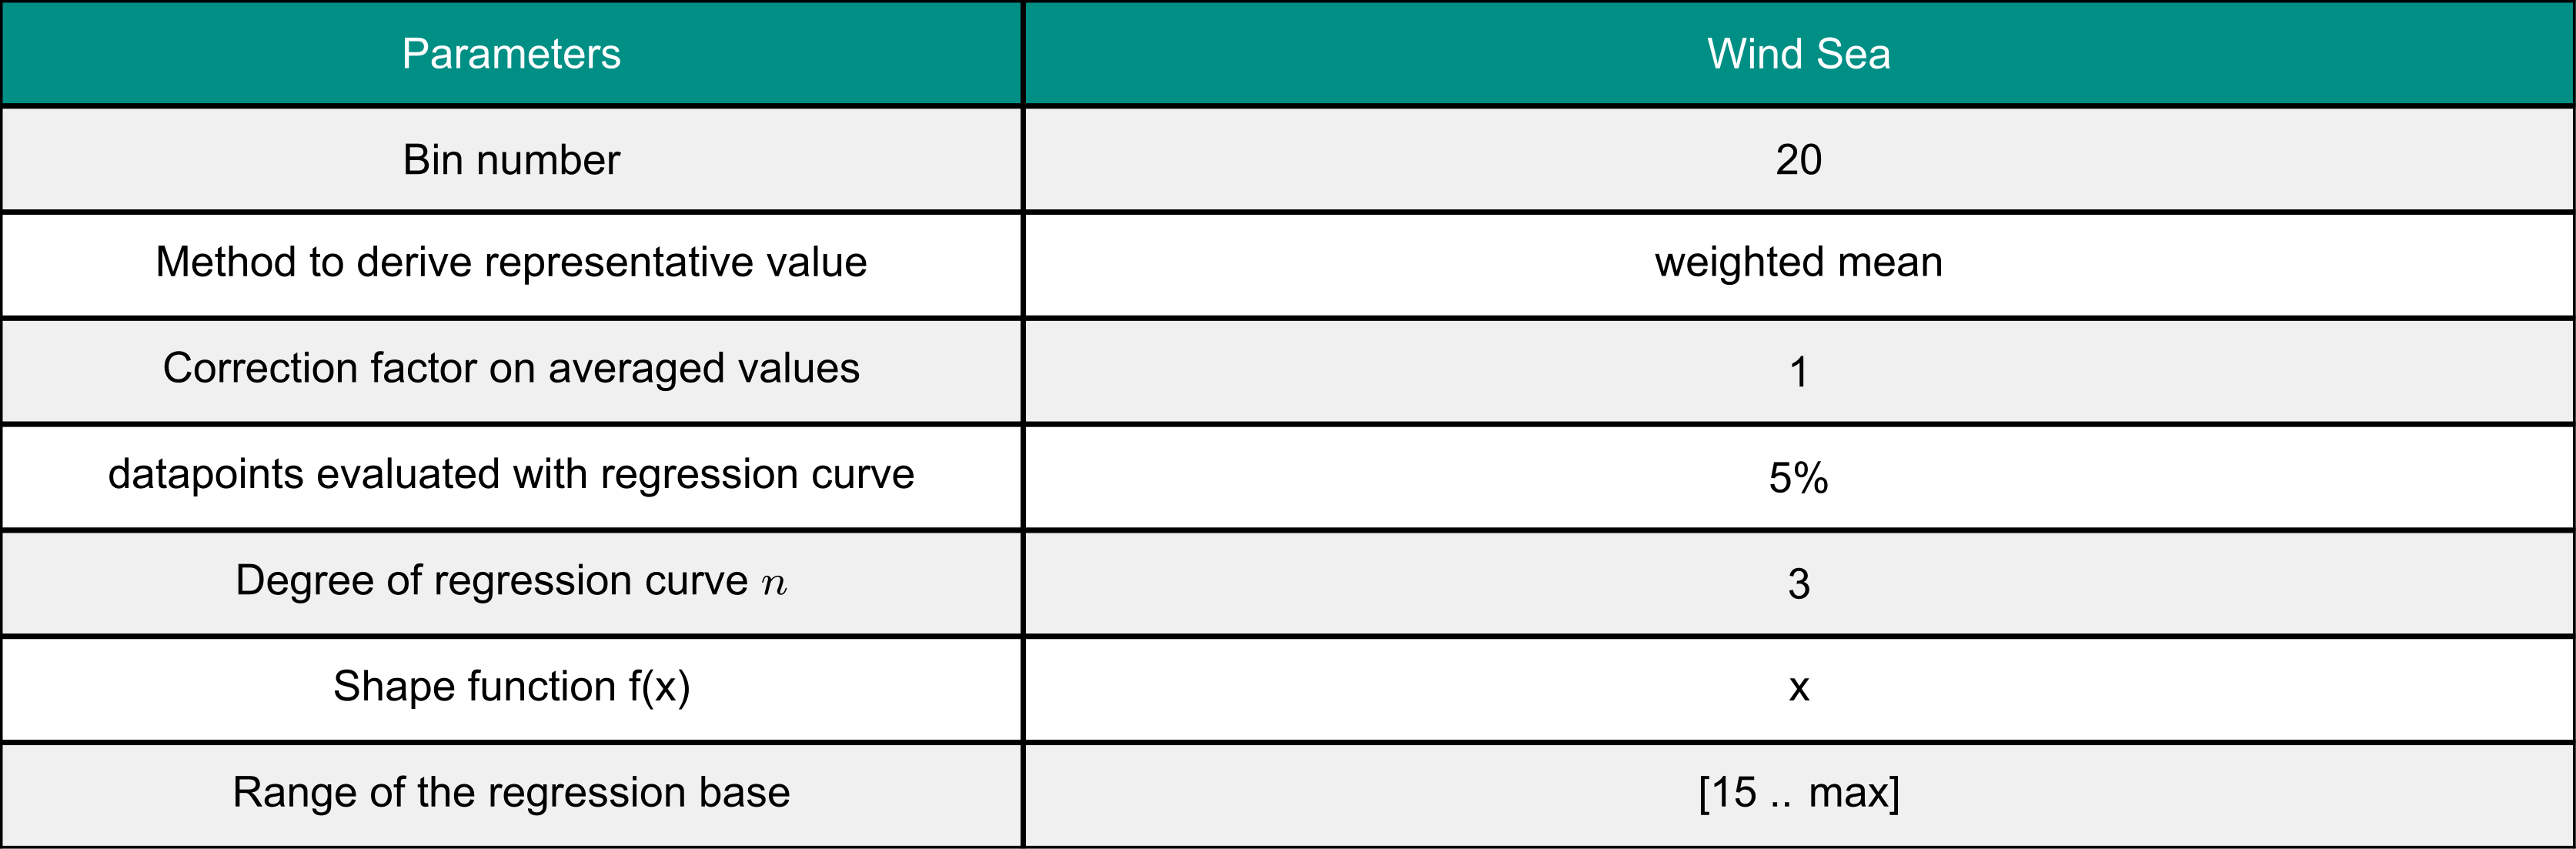 Parameters Wind Sea
Bin number 20
Method to derive representative value weighted mean
Correction factor on averaged values 1
datapoints evaluated with regression curve 5%
Degree of regression curve n 3
Shape function f(x) x
Range of the regression base [15 .. max]